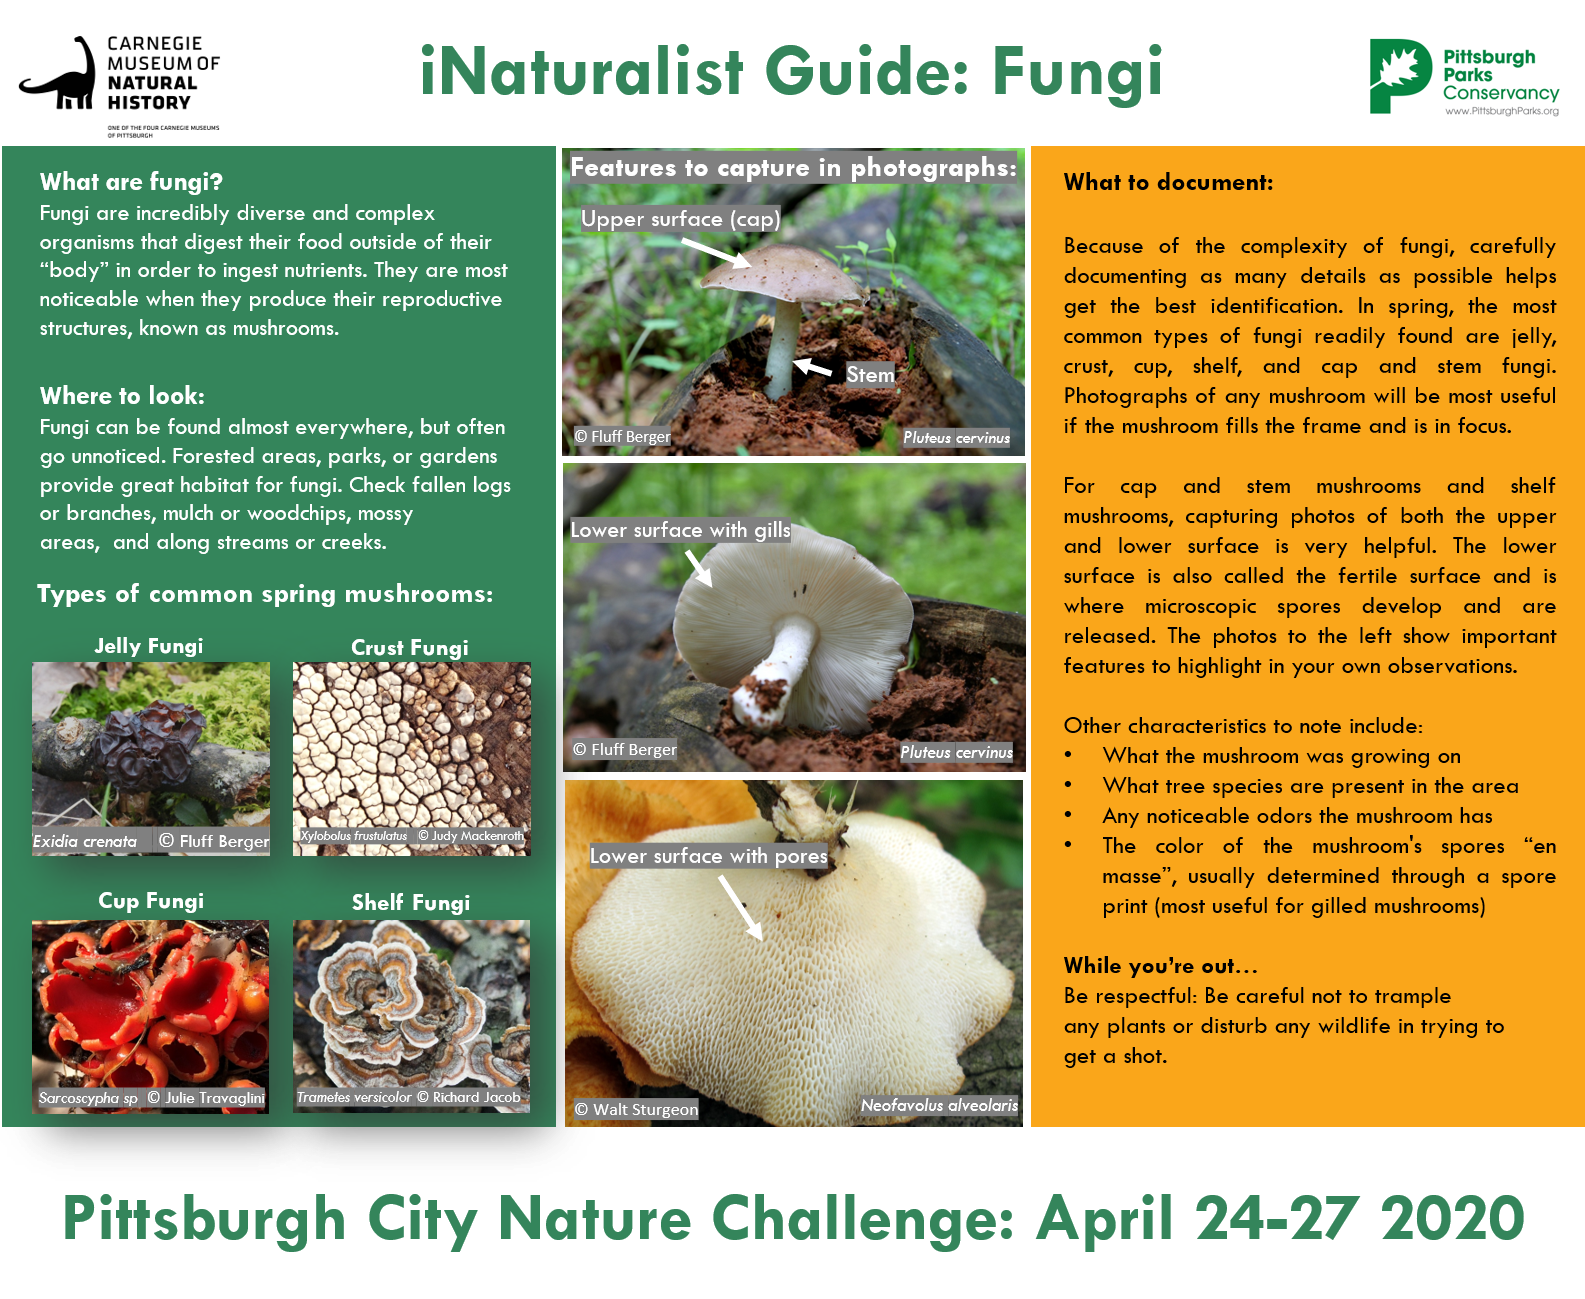 CARNEGIE
MUSEUM OF
NATURAL
HISTORY
ONE OF THE FOUR CARNEGIE MUSEUMS
OF PITTSBURGH
iNaturalist Guide: Fungi
Pittsburgh
Parks
Conservancy
www.PittsburghParks.org
What are fungi?
Fungi are incredibly diverse and complex
organisms that digest their food outside of their
“body” in order to ingest nutrients. They are most
noticeable when they produce their reproductive
structures, known as mushrooms.
Where to look:
Fungi can be found almost everywhere, but often
go unnoticed. Forested areas, parks, or gardens
provide great habitat for fungi. Check fallen logs
or branches, mulch or woodchips, mossy
areas,  and along streams or creeks.
Types of common spring mushrooms:
Jelly Fungi
Exidia crenata © Fluff Berger
Crust Fungi
Xylobolus frustulatus © Judy Mackenroth
Cup Fungi
Sarcoscypha sp © Julie Travaglini
Shelf Fungi
Trametes versicolor © Richard Jacob
Features to capture in photographs:
Upper surface (cap)
Stem
© Fluff Berger
Pluteus cervinus
Lower surface with gills
© Fluff Berger
Pluteus cervinus
Lower surface with pores
© Walt Sturgeon
Neofavolus alveolaris
What to document:
Because of the complexity of fungi, carefully
documenting as many details as possible helps
get the best identification. In spring, the most
common types of fungi readily found are jelly,
crust, cup, shelf, and cap and stem fungi.
Photographs of any mushroom will be most useful
if the mushroom fills the frame and is in focus.
For cap and stem mushrooms and shelf
mushrooms, capturing photos of both the upper
and lower surface is very helpful. The lower
surface is also called the fertile surface and is
where microscopic spores develop and are
released. The photos to the left show important
features to highlight in your own observations.
Other characteristics to note include:
• What the mushroom was growing on
• What tree species are present in the area
• Any noticeable odors the mushroom has
• The color of the mushroom's spores “en
masse”, usually determined through a spore
print (most useful for gilled mushrooms)
While you’re out…
Be respectful: Be careful not to trample
any plants or disturb any wildlife in trying to
get a shot.
Pittsburgh City Nature Challenge: April 24-27 2020